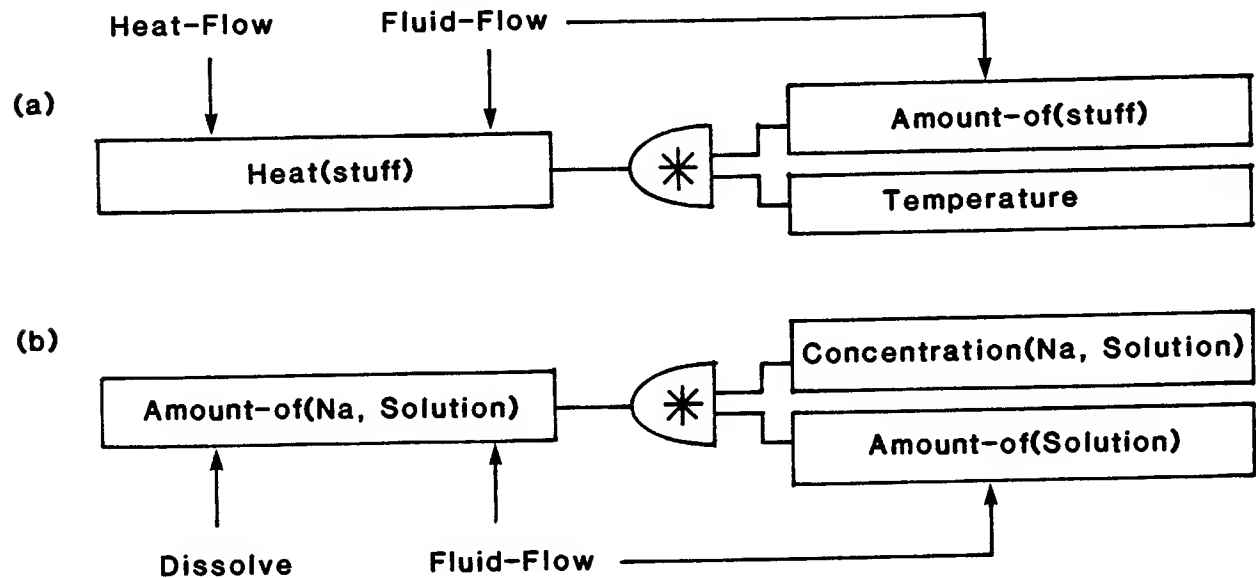 Heat-Flow Fluid-Flow
(a)
Amount-of(stuff)
Heat(stuff)
*
Temperature
(b)
Concentration(Na, Solution)
Amount-of(Na, Solution)
*
Amount-of(Solution)
Dissolve Fluid-Flow